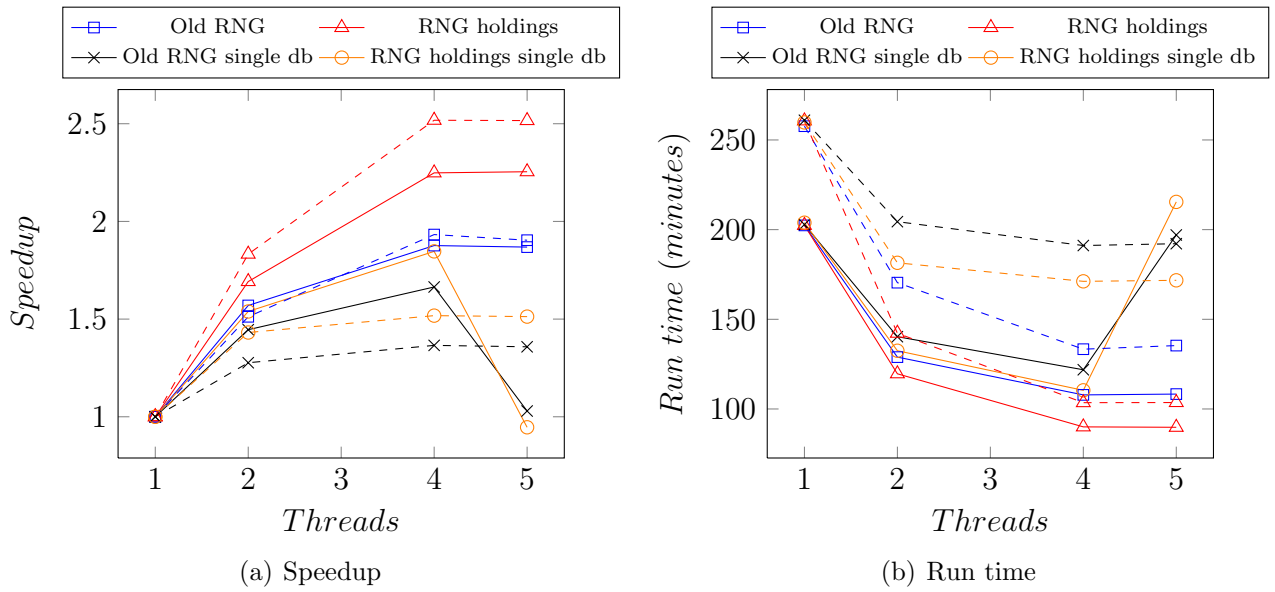 Old RNG RNG holdings
Old RNG single db RNG holdings single db
2.5
2
1.5
1
Speedup
1 2 3 4 5
Threads
(a) Speedup
Old RNG RNG holdings
Old RNG single db RNG holdings single db
250
200
150
100
Run time (minutes)
1 2 3 4 5
Threads
(b) Run time